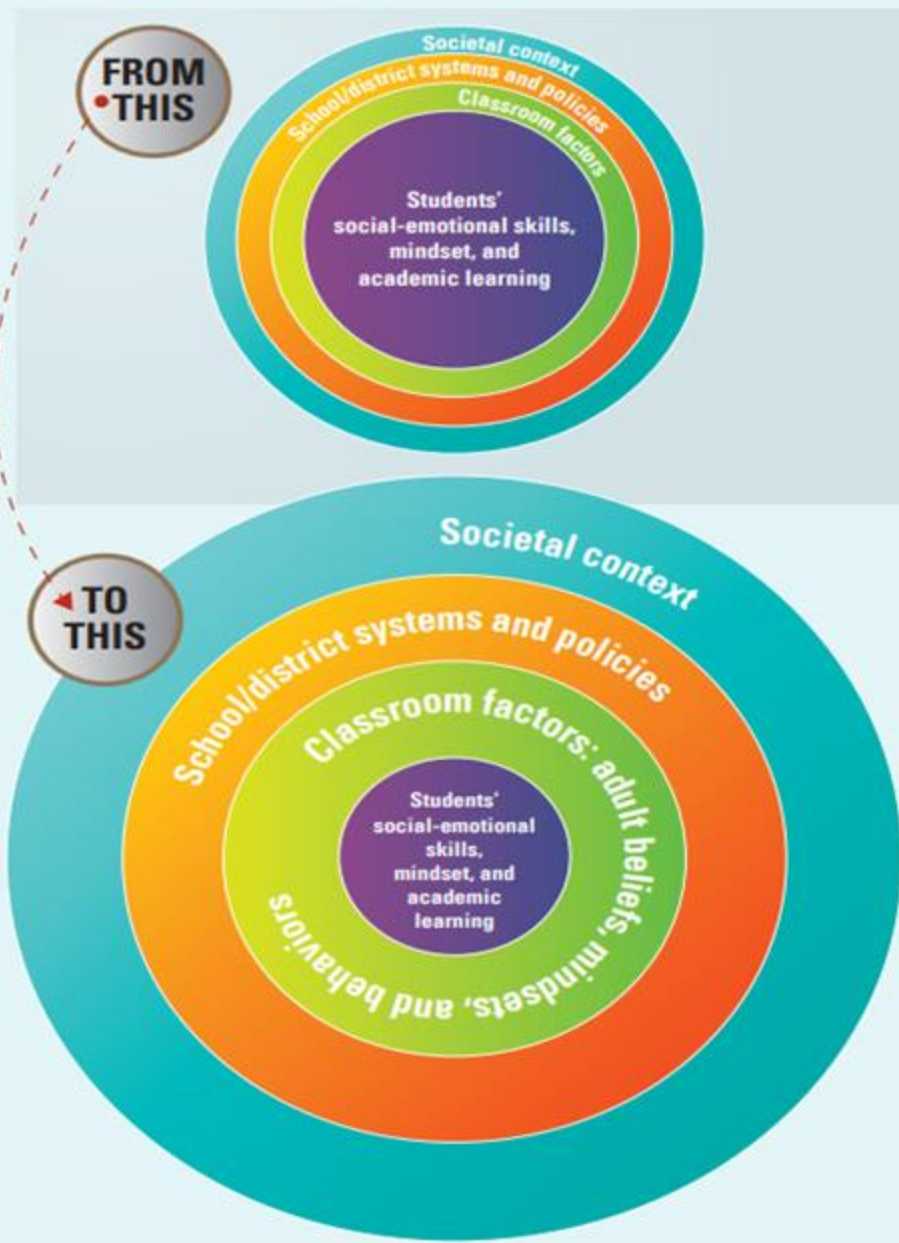 FROM
THIS
Societal context
School/district systems and policies
Classroom factors
Students'
social-emotional skills,
mindset, and
academic learning
TO
THIS
Societal context
School/district systems and policies
Classroom factors: adult beliefs, mindsets, and behaviors
Students'
social-emotional
skills,
mindset, and
academic
learning